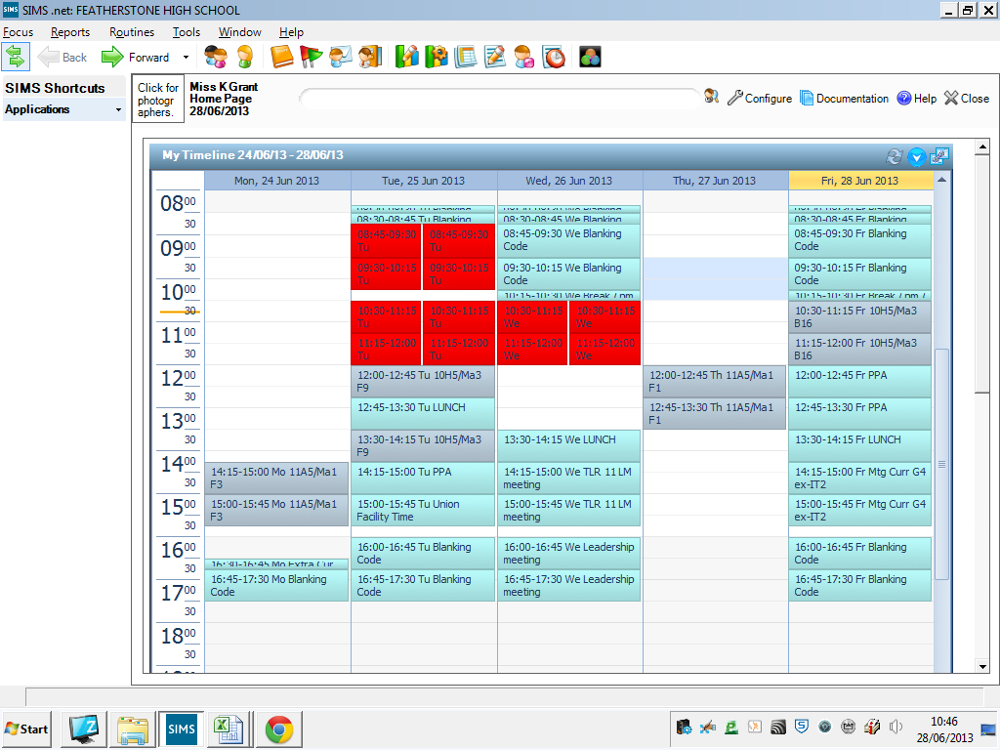 SIMS .net: FEATHERSTONE HIGH SCHOOL
Focus Reports Routines Tools Window Help
Back Forward
SIMS Shortcuts
Applications
Click for
photogr
aphers.
Miss K Grant
Home Page
28/06/2013
Configure Documentation Help Close
My Timeline 24/06/13 - 28/06/13
Mon, 24 Jun 2013 Tue, 25 Jun 2013 Wed, 26 Jun 2013 Thu, 27 Jun 2013 Fri, 28 Jun 2013
08 00
30
09 00
30
10 00
30
11 00
30
12 00
30
13 00
30
14 00
30
15 00
30
16 00
30
17 00
30
18 00
30
14:15-15:00 Mo 11A5/Ma1
F3
15:00-15:45 Mo 11A5/Ma1
F3
16:30-16:45 Mo Extra Cur
16:45-17:30 Mo Blanking
Code
08:30-08:45 Tu Blanking
08:45-09:30
Tu
08:45-09:30
Tu
09:30-10:15
Tu
09:30-10:15
Tu
10:30-11:15
Tu
10:30-11:15
Tu
11:15-12:00
Tu
11:15-12:00
Tu
12:00-12:45 Tu 10H5/Ma3
F9
12:45-13:30 Tu LUNCH
13:30-14:15 Tu 10H5/Ma3
F9
14:15-15:00 Tu PPA
15:00-15:45 Tu Union
Facility Time
16:00-16:45 Tu Blanking
Code
16:45-17:30 Tu Blanking
Code
08:30-08:45 We Blanking
08:45-09:30 We Blanking
Code
09:30-10:15 We Blanking
Code
10:15-10:30 We Break / pm
10:30-11:15
We
10:30-11:15
We
11:15-12:00
We
11:15-12:00
We
13:30-14:15 We LUNCH
14:15-15:00 We TLR 11 LM
meeting
15:00-15:45 We TLR 11 LM
meeting
16:00-16:45 We Leadership
meeting
16:45-17:30 We Leadership
meeting
12:00-12:45 Th 11A5/Ma1
F1
12:45-13:30 Th 11A5/Ma1
F1
08:30-08:45 Fr Blanking
08:45-09:30 Fr Blanking
Code
09:30-10:15 Fr Blanking
Code
10:15-10:30 Fr Break / pm /
10:30-11:15 Fr 10H5/Ma3
B16
11:15-12:00 Fr 10H5/Ma3
B16
12:00-12:45 Fr PPA
12:45-13:30 Fr PPA
13:30-14:15 Fr LUNCH
14:15-15:00 Fr Mtg Curr G4
ex-IT2
15:00-15:45 Fr Mtg Curr G4
ex-IT2
16:00-16:45 Fr Blanking
Code
16:45-17:30 Fr Blanking
Code
Start
SIMS
10:46
28/06/2013